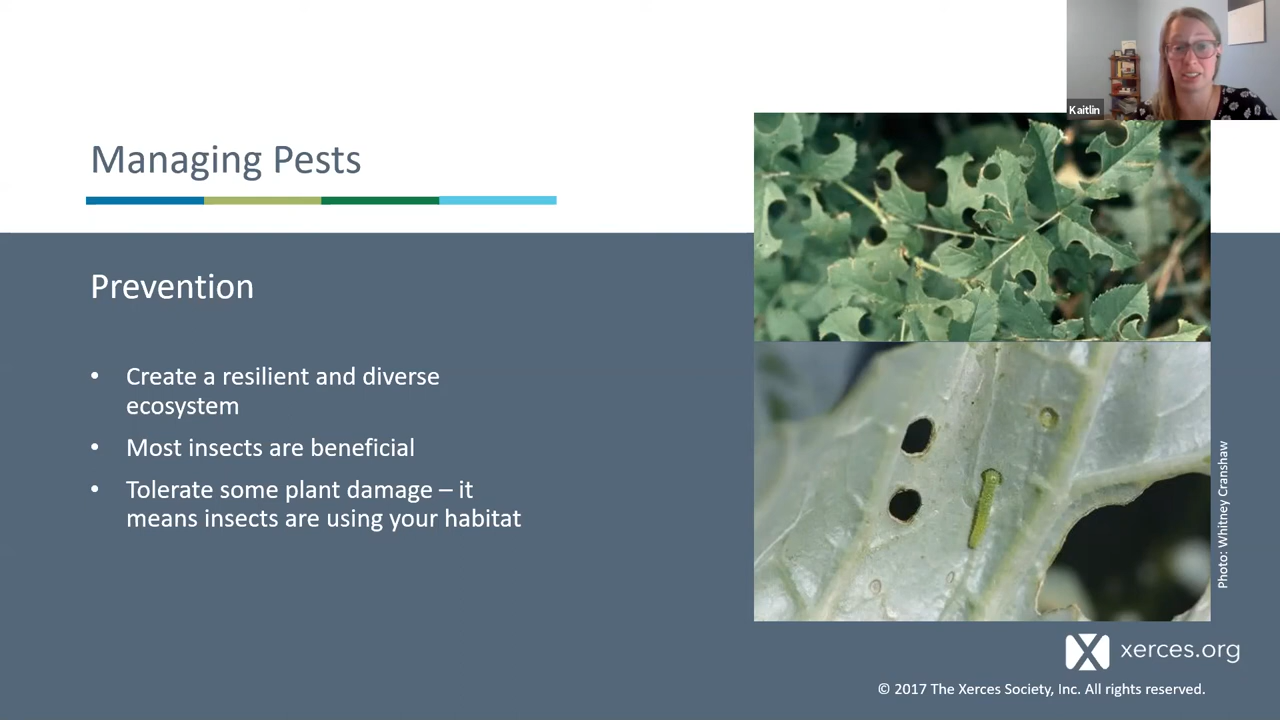 Kaitlin
Managing Pests
Prevention
• Create a resilient and diverse
ecosystem
• Most insects are beneficial
• Tolerate some plant damage – it
means insects are using your habitat
Photo: Whitney Cranshaw
xerces.org
© 2017 The Xerces Society, Inc. All rights reserved.